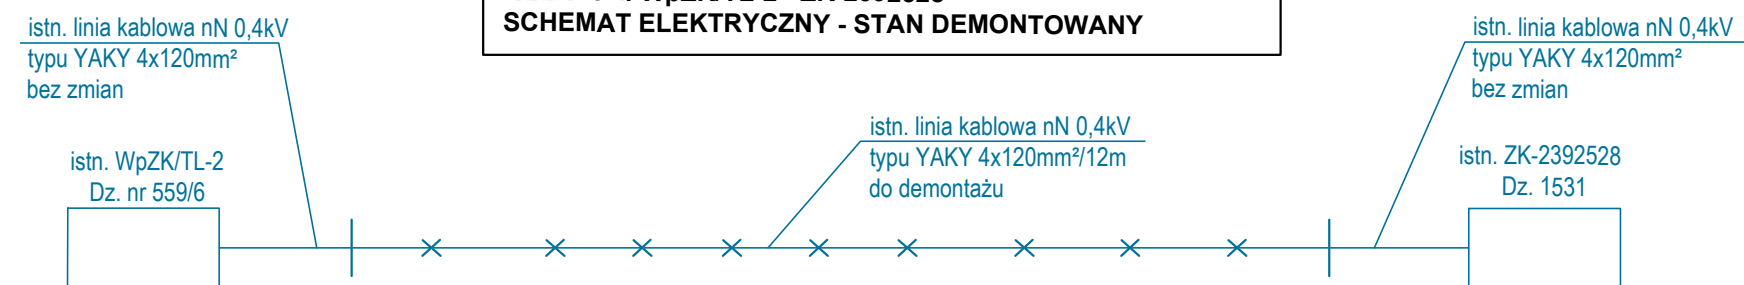 SCHEMAT ELEKTRYCZNY - STAN DEMONTOWANY
istn. linia kablowa nN 0,4kV
typu YAKY 4x120mm²
bez zmian
istn. WpZK/TL-2
Dz. nr 559/6
istn. linia kablowa nN 0,4kV
typu YAKY 4x120mm²/12m
do demontażu
istn. linia kablowa nN 0,4kV
typu YAKY 4x120mm²
bez zmian
istn. ZK-2392528
Dz. 1531